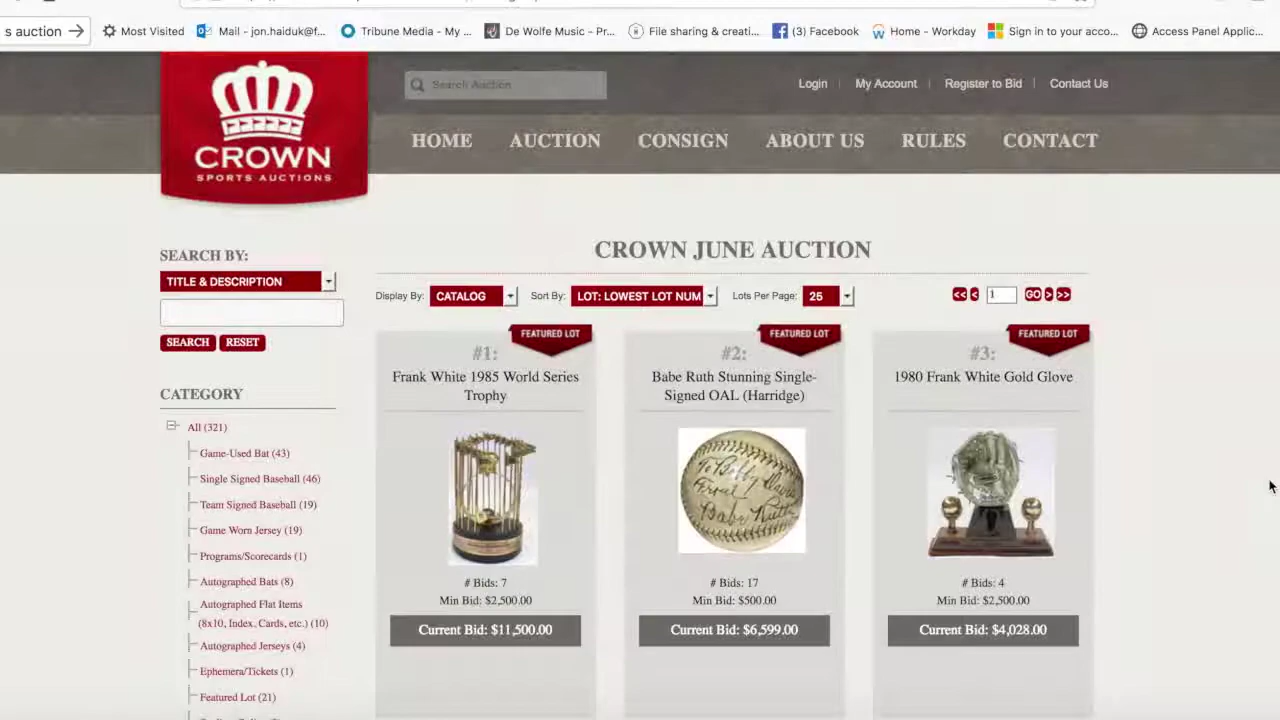 s auction →
Most Visited
Mail - jon.haiduk@f...
Tribune Media - My ...
De Wolfe Music - Pr...
File sharing & creati...
(3) Facebook
Home - Workday
Sign in to your acco...
Access Panel Applic...
CROWN
SPORTS AUCTIONS
Search Auction
Login
My Account
Register to Bid
Contact Us
HOME
AUCTION
CONSIGN
ABOUT US
RULES
CONTACT
CROWN JUNE AUCTION
SEARCH BY:
TITLE & DESCRIPTION
SEARCH
RESET
Display By:
CATALOG
Sort By:
LOT: LOWEST LOT NUM
Lots Per Page:
25
<<
<
1
GO
>
>>
CATEGORY
All (321)
Game-Used Bat (43)
Single Signed Baseball (46)
Team Signed Baseball (19)
Game Worn Jersey (19)
Programs/Scorecards (1)
Autographed Bats (8)
Autographed Flat Items
(8x10, Index, Cards, etc.) (10)
Autographed Jerseys (4)
Ephemera/Tickets (1)
Featured Lot (21)
FEATURED LOT
#1:
Frank White 1985 World Series
Trophy
# Bids: 7
Min Bid: $2,500.00
Current Bid: $11,500.00
FEATURED LOT
#2:
Babe Ruth Stunning Single-
Signed OAL (Harridge)
Babe Ruth
# Bids: 17
Min Bid: $500.00
Current Bid: $6,599.00
FEATURED LOT
#3:
1980 Frank White Gold Glove
# Bids: 4
Min Bid: $2,500.00
Current Bid: $4,028.00